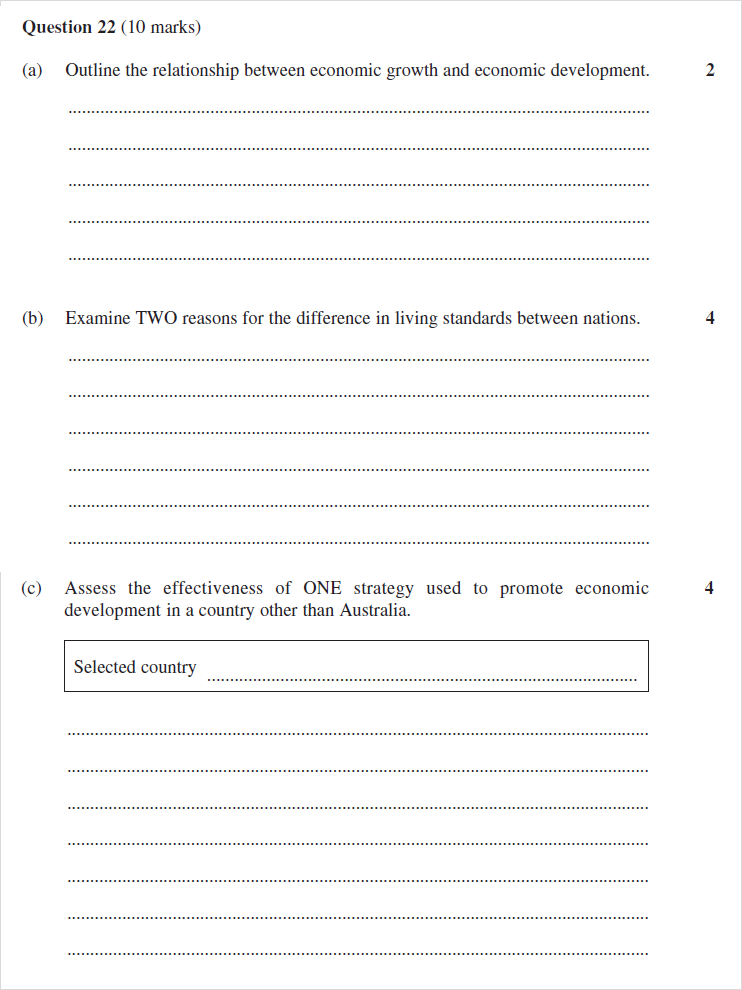 Question 22 (10 marks)
(a) Outline the relationship between economic growth and economic development. 2
(b) Examine TWO reasons for the difference in living standards between nations. 4
(c) Assess the effectiveness of ONE strategy used to promote economic 4
development in a country other than Australia.
Selected country